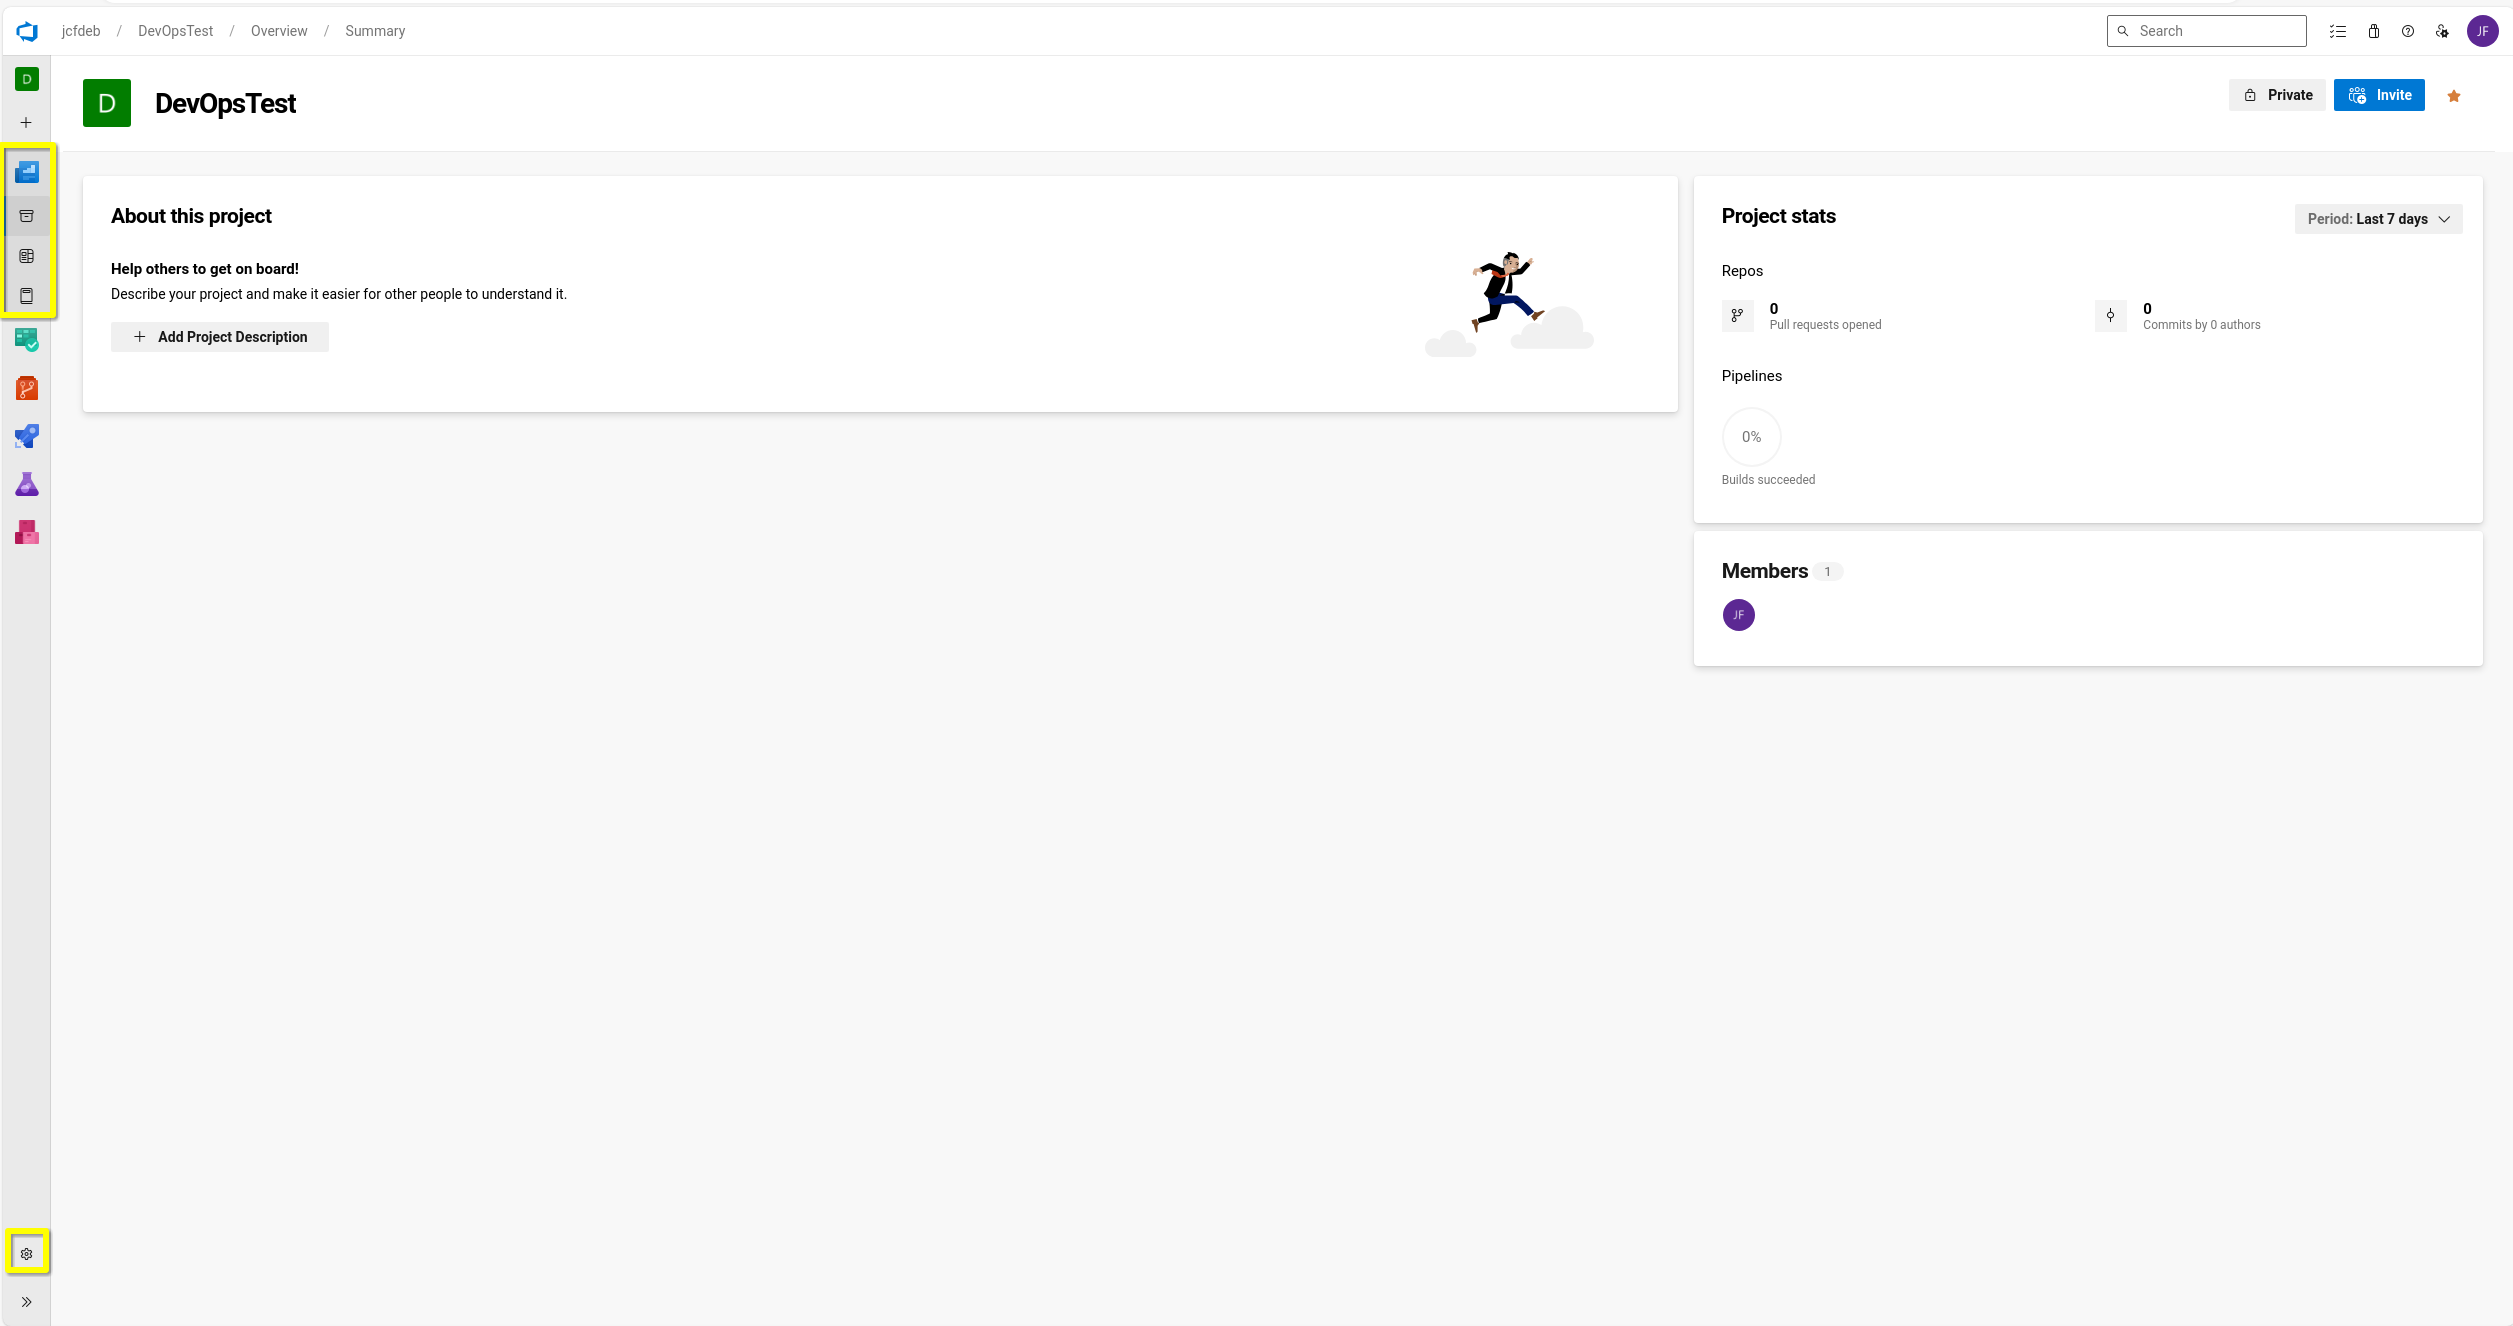 jcfdeb / DevOpsTest / Overview / Summary
Search
JF
D
D
DevOpsTest
Private
Invite
About this project
Help others to get on board!
Describe your project and make it easier for other people to understand it.
Add Project Description
Project stats
Period: Last 7 days
Repos
0
Pull requests opened
0
Commits by 0 authors
Pipelines
0%
Builds succeeded
Members 1
JF